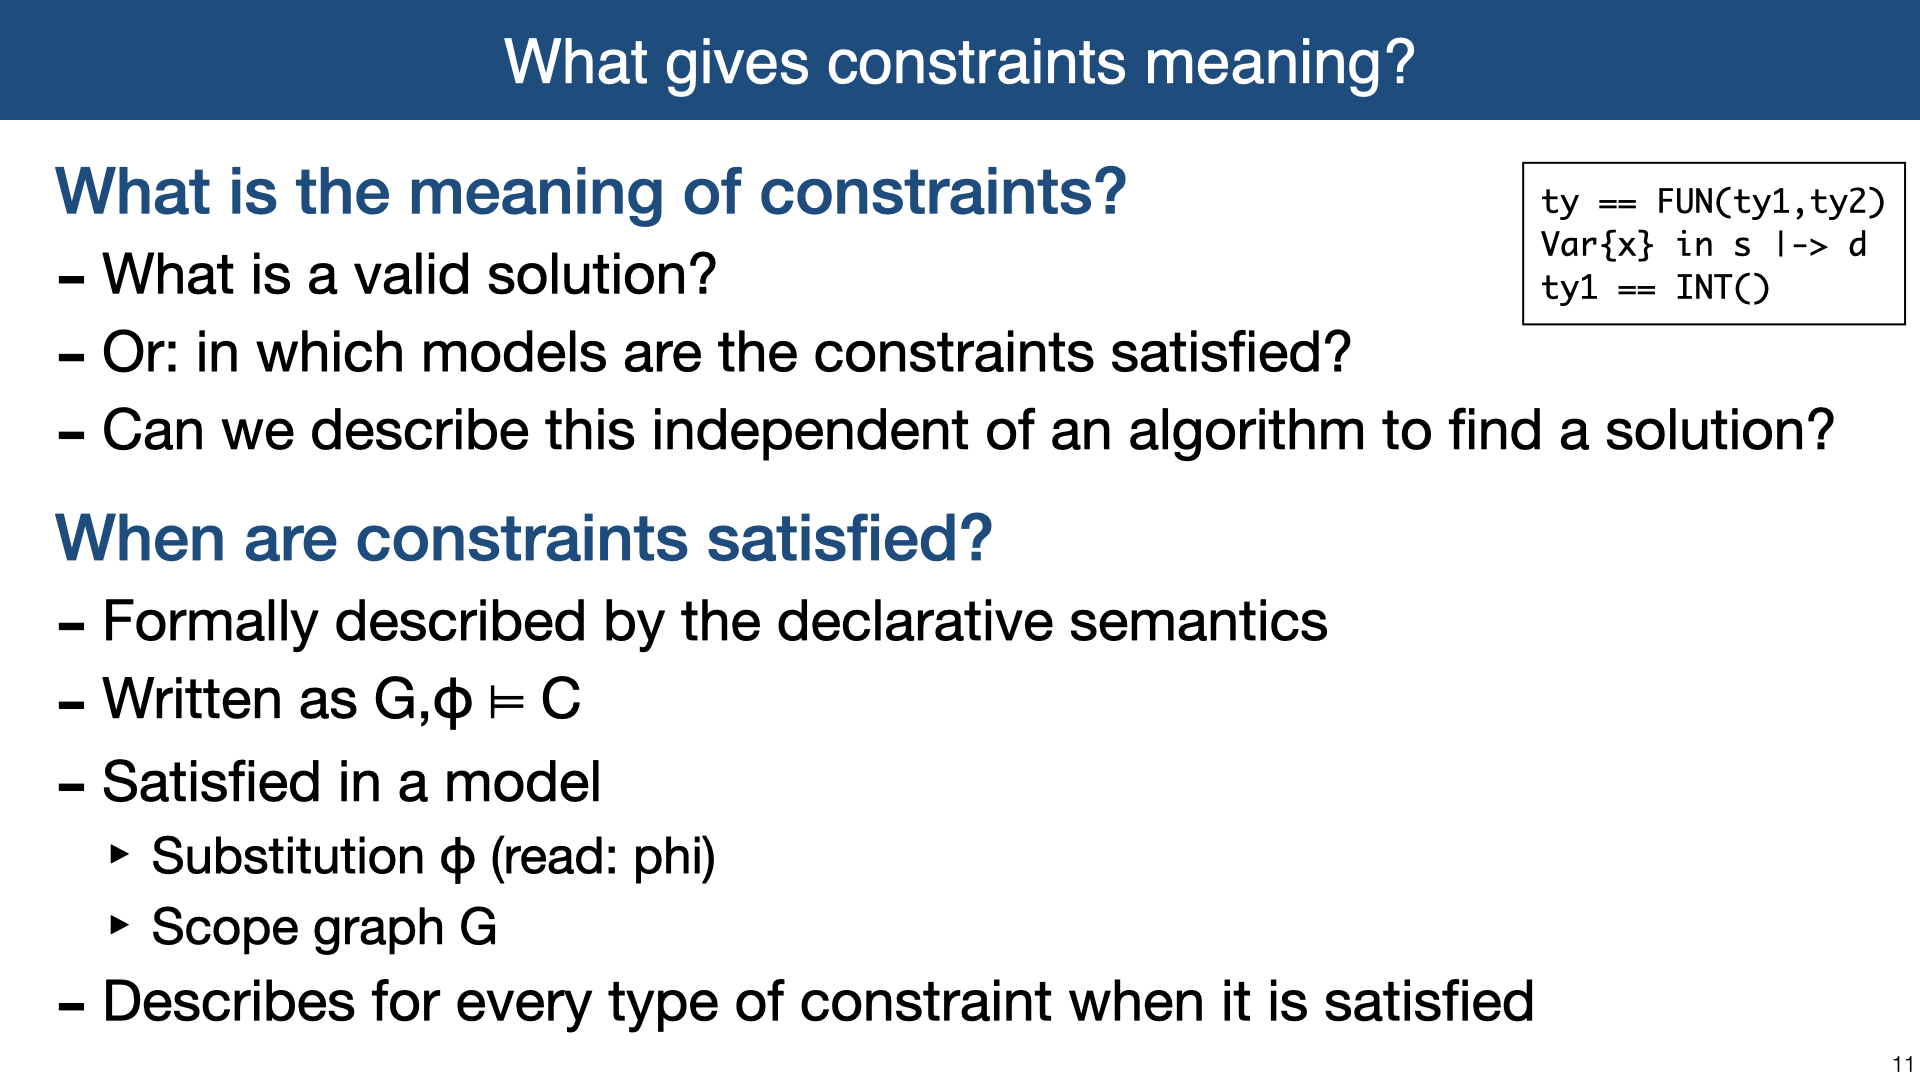 What gives constraints meaning?
What is the meaning of constraints?
- What is a valid solution?
- Or: in which models are the constraints satisfied?
- Can we describe this independent of an algorithm to find a solution?
ty == FUN(ty1,ty2)
Var{x} in s |-> d
ty1 == INT()
When are constraints satisfied?
- Formally described by the declarative semantics
- Written as G,ϕ ⊨ C
- Satisfied in a model
‣ Substitution ϕ (read: phi)
‣ Scope graph G
- Describes for every type of constraint when it is satisfied
11